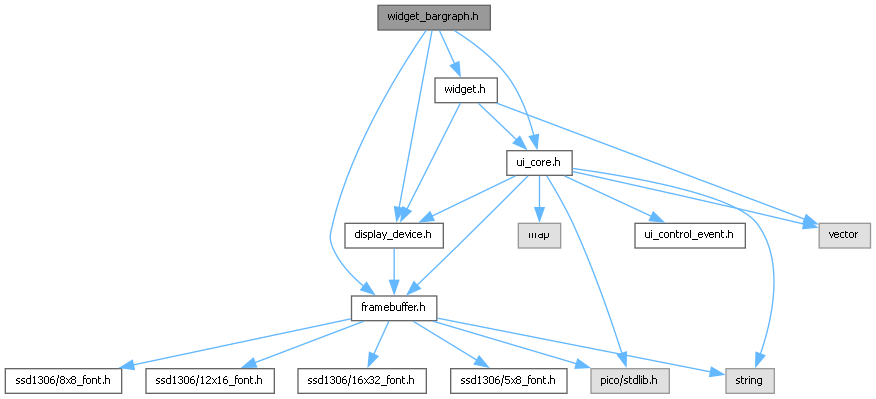 widget_bargraph.h
widget.h
ui_core.h
display_device.h
map
ui_control_event.h
vector
framebuffer.h
ssd1306/8x8_font.h
ssd1306/12x16_font.h
ssd1306/16x32_font.h
ssd1306/5x8_font.h
pico/stdlib.h
string